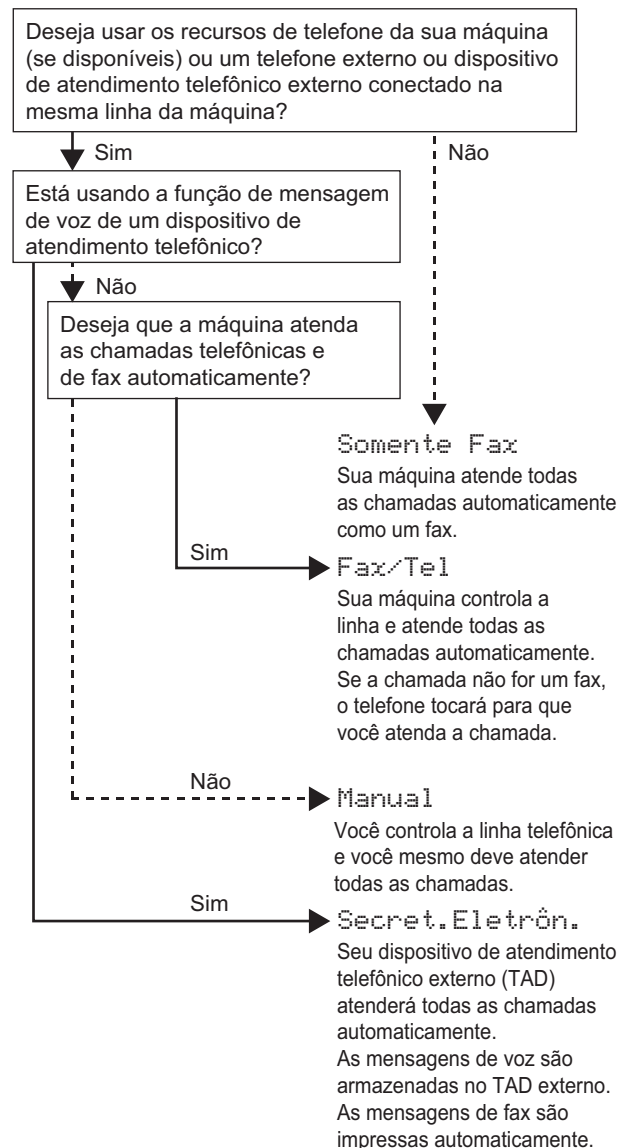 Deseja usar os recursos de telefone da sua máquina
(se disponíveis) ou um telefone externo ou dispositivo
de atendimento telefônico externo conectado na
mesma linha da máquina?
Sim
Não
Está usando a função de mensagem
de voz de um dispositivo de
atendimento telefônico?
Não
Deseja que a máquina atenda
as chamadas telefônicas e
de fax automaticamente?
Somente Fax
Sua máquina atende todas
as chamadas automaticamente
como um fax.
Sim
Fax/Tel
Sua máquina controla a
linha e atende todas as
chamadas automaticamente.
Se a chamada não for um fax,
o telefone tocará para que
você atenda a chamada.
Não
Manual
Você controla a linha telefônica
e você mesmo deve atender
todas as chamadas.
Sim
Secret.Eletrôn.
Seu dispositivo de atendimento
telefônico externo (TAD)
atenderá todas as chamadas
automaticamente.
As mensagens de voz são
armazenadas no TAD externo.
As mensagens de fax são
impressas automaticamente.